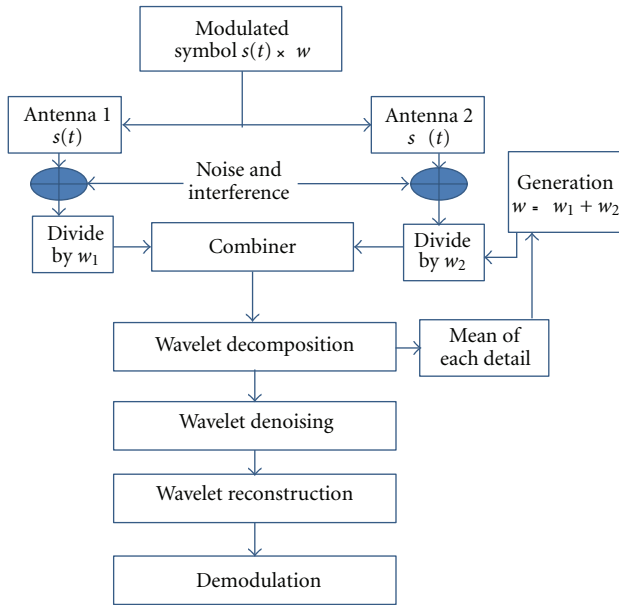 Modulated
symbol s(t) × w
Antenna 1
s(t)
Antenna 2
s (t)
Noise and
interference
Generation
w = w₁ + w₂
Divide
by w₁
Combiner
Divide
by w₂
Wavelet decomposition
Mean of
each detail
Wavelet denoising
Wavelet reconstruction
Demodulation